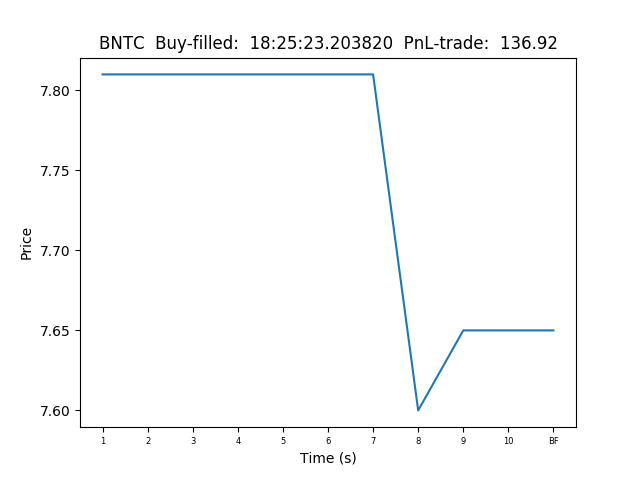 BNTC  Buy-filled:  18:25:23.203820  PnL-trade:  136.92
Price
7.80
7.75
7.70
7.65
7.60
1 2 3 4 5 6 7 8 9 10 BF
Time (s)